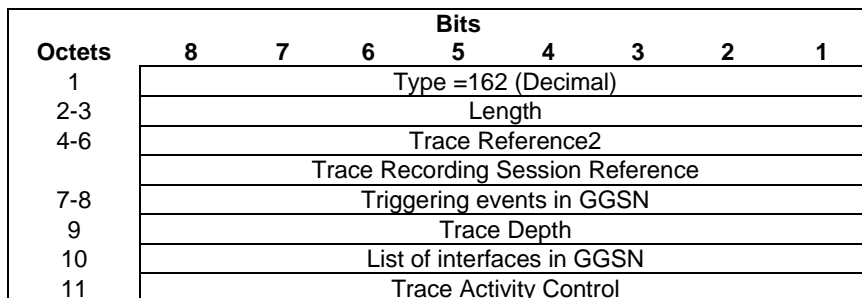 Bits
Octets 8 7 6 5 4 3 2 1
1 Type =162 (Decimal)
2-3 Length
4-6 Trace Reference2
Trace Recording Session Reference
7-8 Triggering events in GGSN
9 Trace Depth
10 List of interfaces in GGSN
11 Trace Activity Control